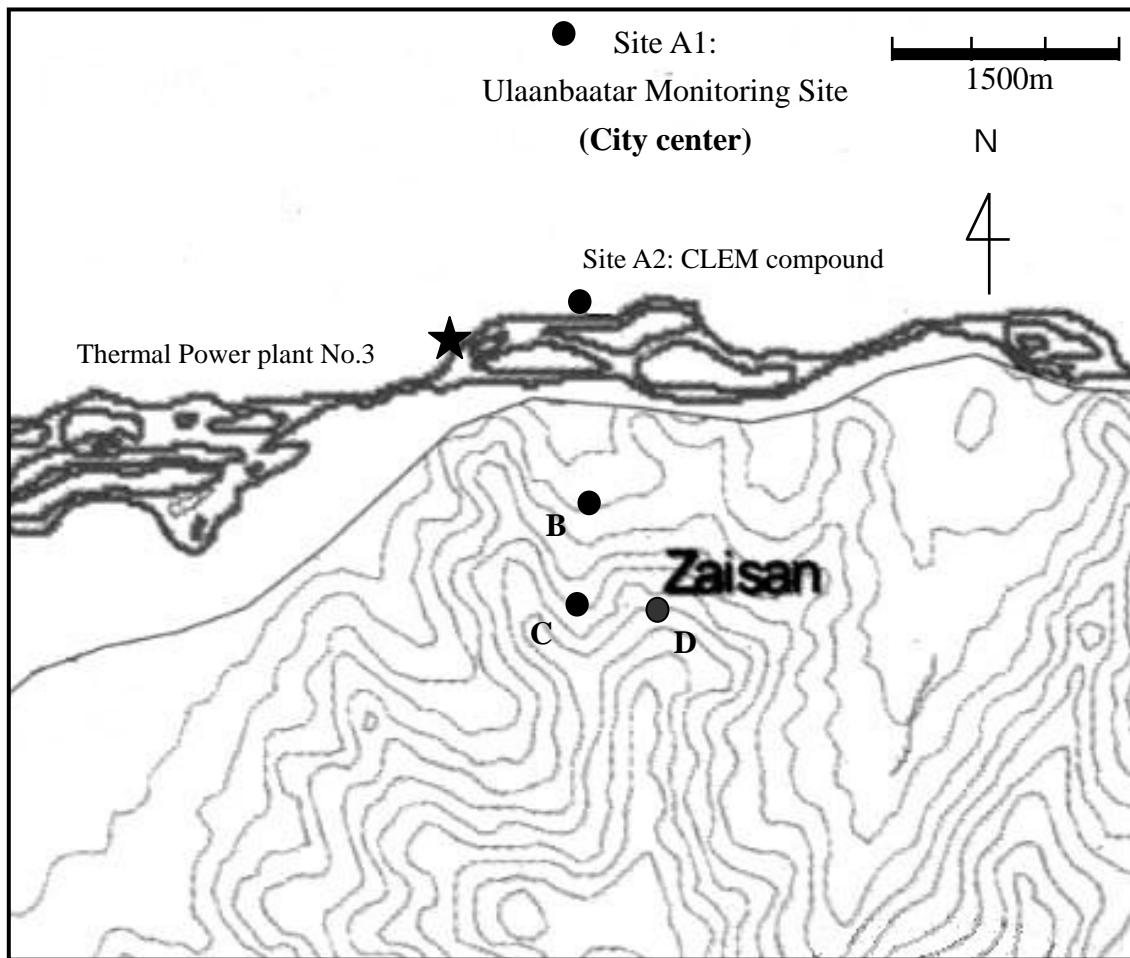 Site A1:
Ulaanbaatar Monitoring Site
(City center)
1500m
N
Site A2: CLEM compound
Thermal Power plant No.3
B
Zaisan
C
D